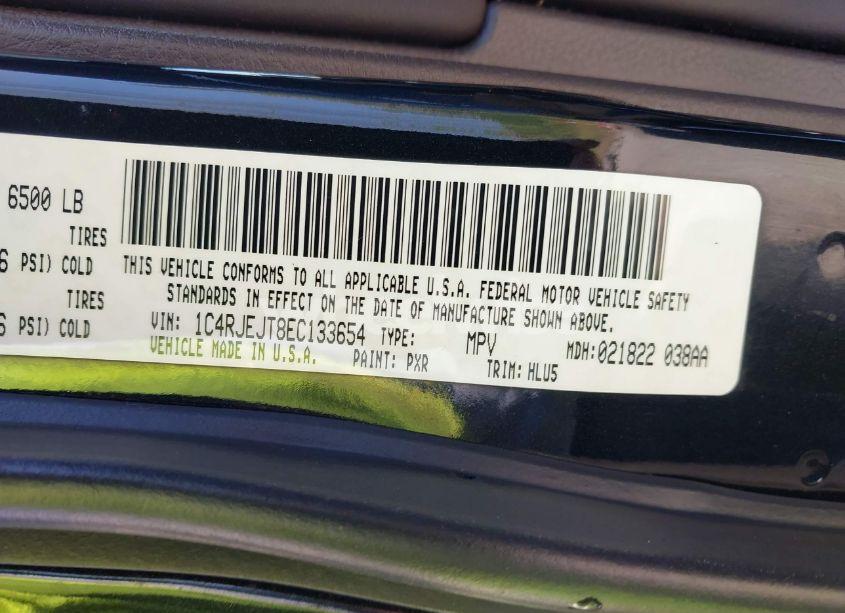 6500 LB
TIRES
6 PSI) COLD
TIRES
6 PSI) COLD
THIS VEHICLE CONFORMS TO ALL APPLICABLE U.S.A. FEDERAL MOTOR VEHICLE SAFETY
STANDARDS IN EFFECT ON THE DATE OF MANUFACTURE SHOWN ABOVE.
VIN: 1C4RJEJT8EC133654 TYPE: MPV MDH:021822 038AA
VEHICLE MADE IN U.S.A. PAINT: PXR TRIM: HLU5